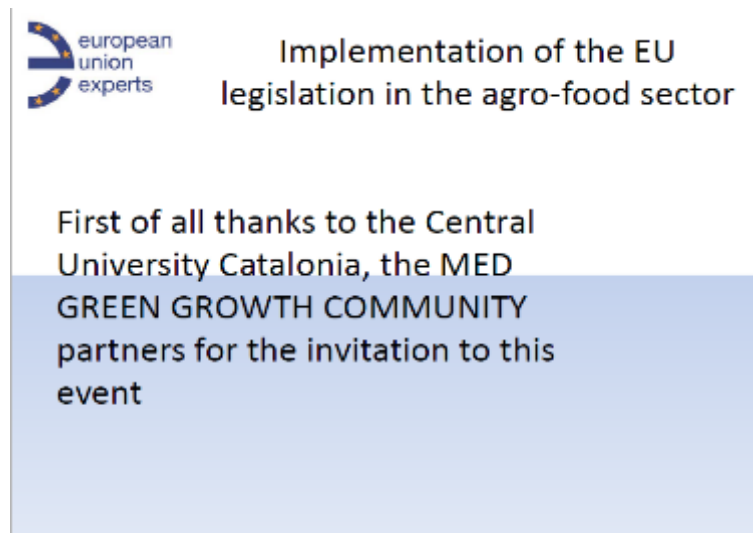 european
union
experts
Implementation of the EU
legislation in the agro-food sector
First of all thanks to the Central
University Catalonia, the MED
GREEN GROWTH COMMUNITY
partners for the invitation to this
event